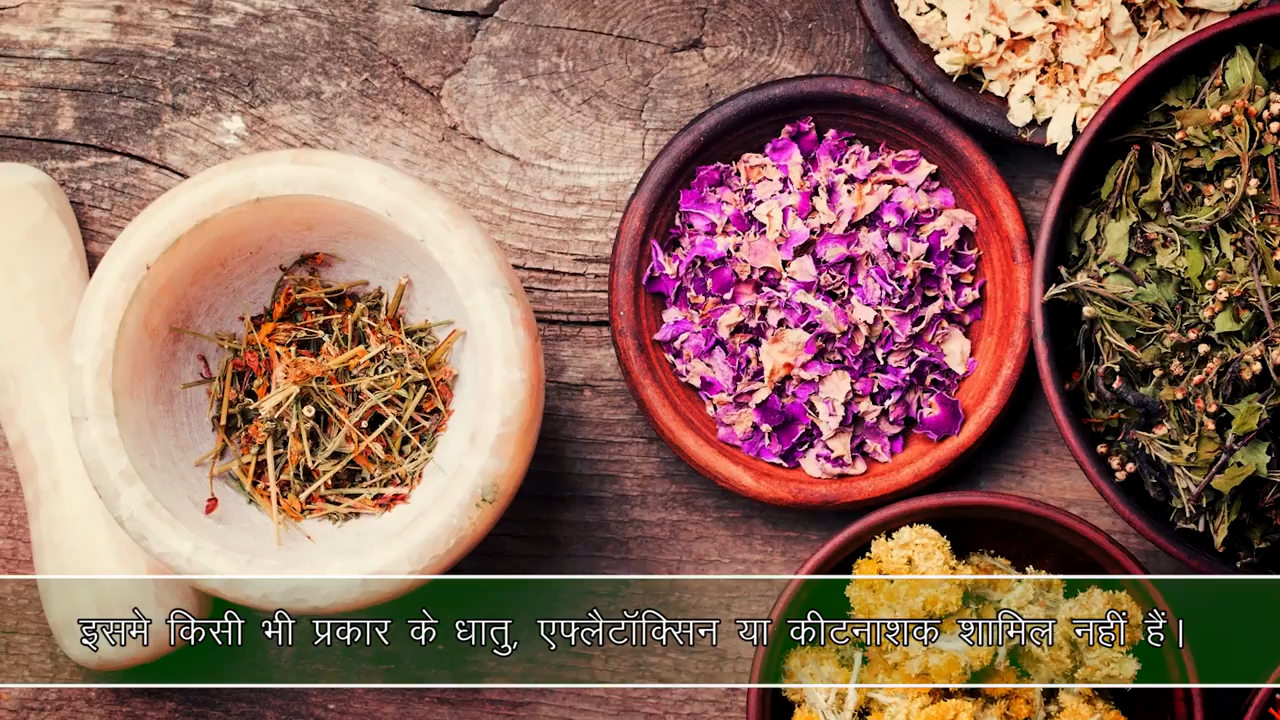 इसमे किसी भी प्रकार के धातु, एफ्लैटॉक्सिन या कीटनाशक शामिल नहीं हैं।